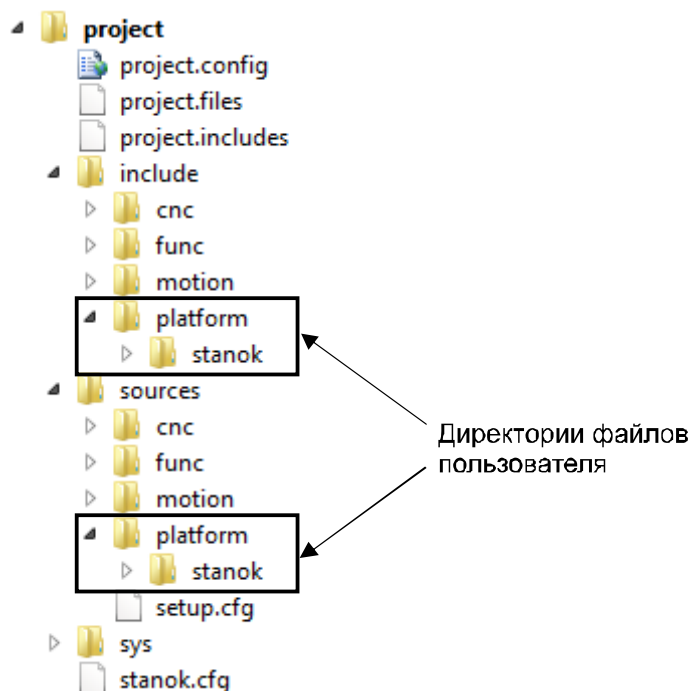 project
project.config
project.files
project.includes
include
cnc
func
motion
platform
stanok
sources
cnc
func
motion
platform
stanok
setup.cfg
sys
stanok.cfg
Директории файлов
пользователя